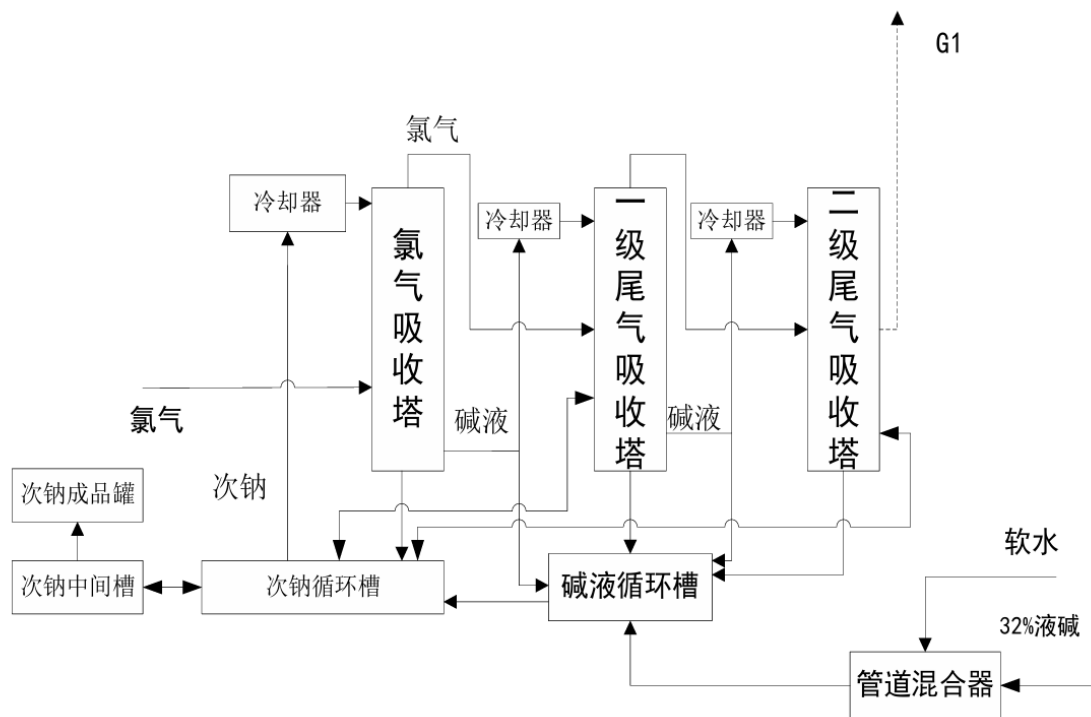 G1
氯气
冷却器
氯气吸收塔
冷却器
一级尾气吸收塔
冷却器
二级尾气吸收塔
氯气
碱液
碱液
次钠
次钠成品罐
次钠中间槽
次钠循环槽
碱液循环槽
软水
32%液碱
管道混合器